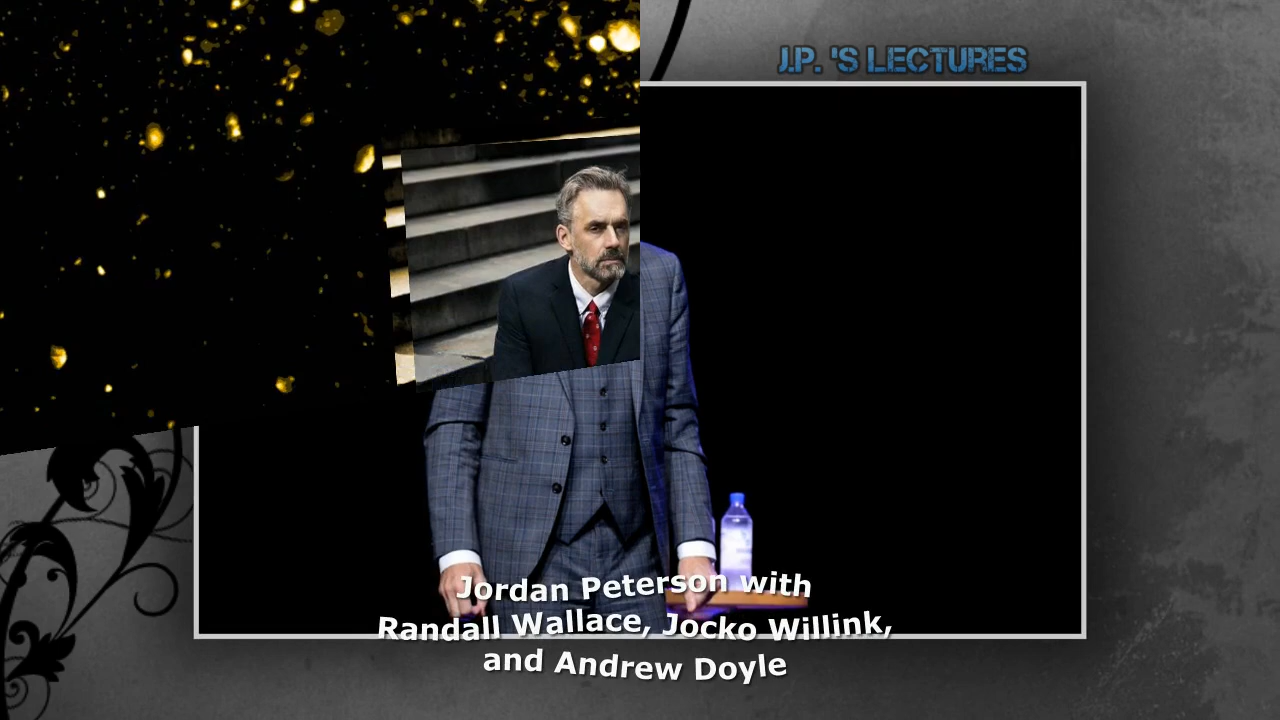 J.P. 'S LECTURES
Jordan Peterson with
Randall Wallace, Jocko Willink,
and Andrew Doyle